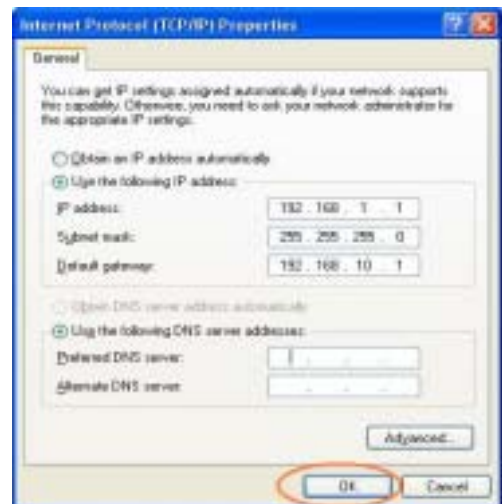 Internet Protocol (TCP/IP) Properties
General
You can get IP settings assigned automatically if your network supports
this capability. Otherwise, you need to ask your network administrator for
the appropriate IP settings.
Obtain an IP address automatically
Use the following IP address:
IP address: 192 . 168 . 1 . 1
Subnet mask: 255 . 255 . 255 . 0
Default gateway: 192 . 168 . 10 . 1
Obtain DNS server address automatically
Use the following DNS server addresses:
Preferred DNS server:
Alternate DNS server:
Advanced...
OK
Cancel